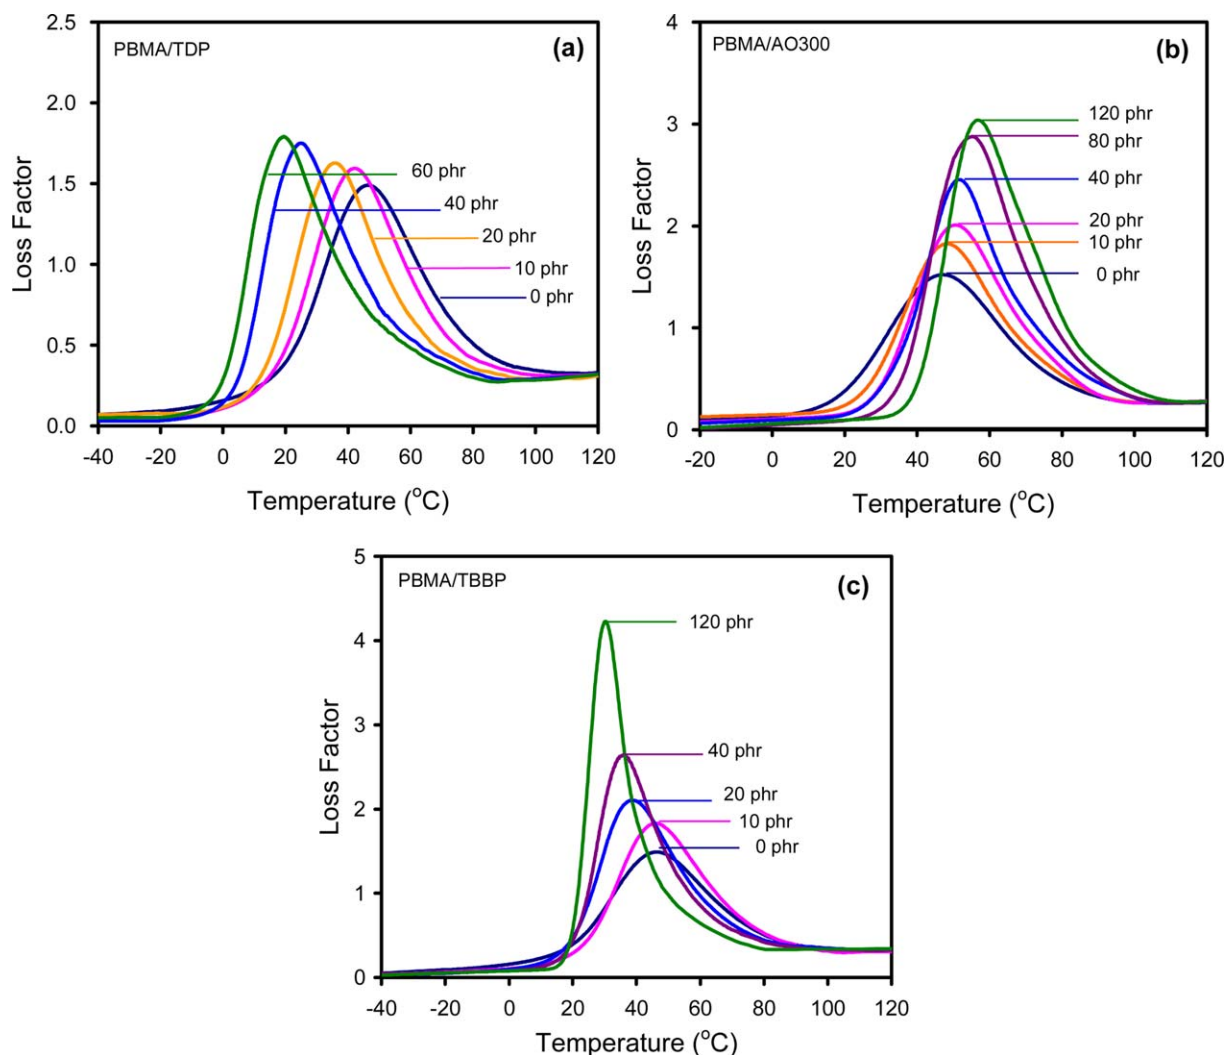 PBMA/TDP
(a)
2.5
2.0
1.5
1.0
0.5
0.0
Loss Factor
60 phr
40 phr
20 phr
10 phr
0 phr
-40 -20 0 20 40 60 80 100 120
Temperature (°C)
PBMA/AO300
(b)
4
3
2
1
0
Loss Factor
120 phr
80 phr
40 phr
20 phr
10 phr
0 phr
-20 0 20 40 60 80 100 120
Temperature (°C)
PBMA/TBBP
(c)
5
4
3
2
1
0
Loss Factor
120 phr
40 phr
20 phr
10 phr
0 phr
-40 -20 0 20 40 60 80 100 120
Temperature (°C)